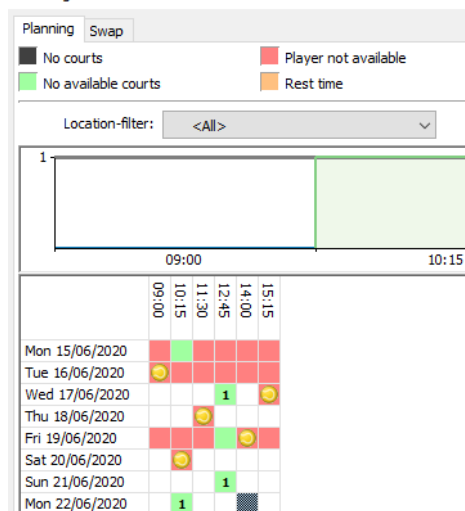 Planning Swap
No courts Player not available
No available courts Rest time
Location-filter: <All>
1
09:00 10:15
09:00 10:15 11:30 12:45 14:00 15:15
Mon 15/06/2020
Tue 16/06/2020
Wed 17/06/2020 1
Thu 18/06/2020
Fri 19/06/2020
Sat 20/06/2020
Sun 21/06/2020 1
Mon 22/06/2020 1